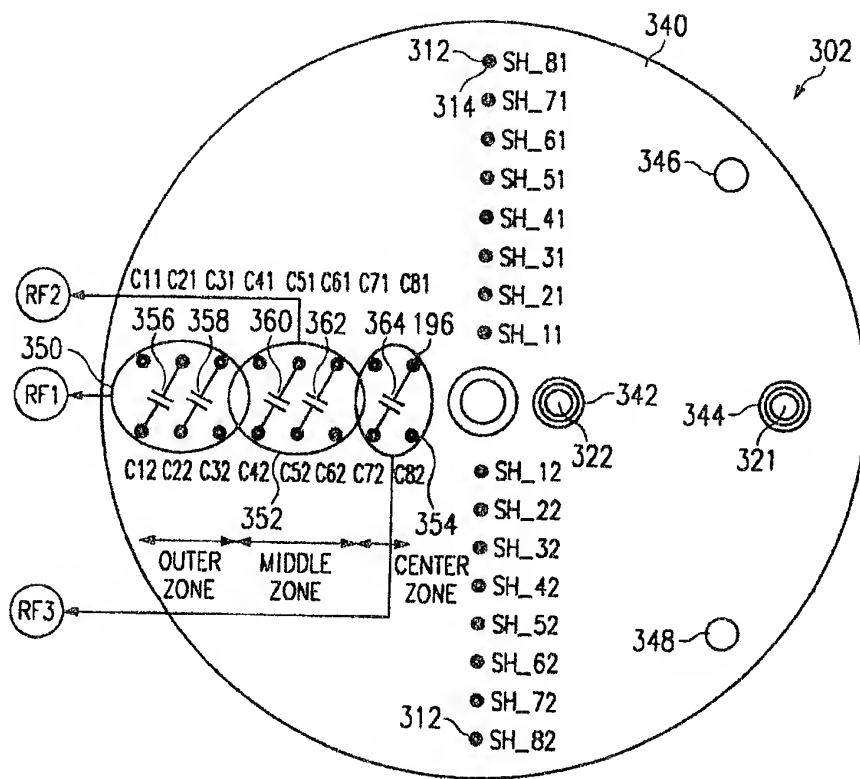 340
302
312
SH_81
314
SH_71
SH_61
346
SH_51
SH_41
SH_31
C11 C21 C31 C41 C51 C61 C71 C81
RF2
SH_21
356
358
360
362
364
196
SH_11
350
RF1
342
344
322
321
C12 C22 C32 C42 C52 C62 C72 C82
SH_12
352
354
SH_22
OUTER ZONE
MIDDLE ZONE
CENTER ZONE
SH_32
SH_42
RF3
SH_52
348
SH_62
SH_72
312
SH_82